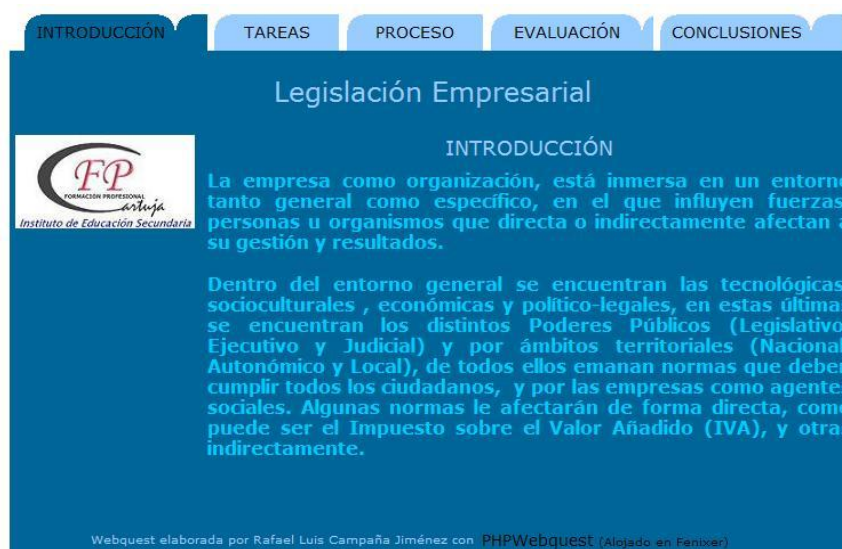 INTRODUCCIÓN TAREAS PROCESO EVALUACIÓN CONCLUSIONES
Legislación Empresarial
FP
FORMACIÓN PROFESIONAL
Cartuja
Instituto de Educación Secundaria
INTRODUCCIÓN
La empresa como organización, está inmersa en un entorno
tanto general como específico, en el que influyen fuerzas
personas u organismos que directa o indirectamente afectan a
su gestión y resultados.
Dentro del entorno general se encuentran las tecnológicas
socioculturales , económicas y político-legales, en estas última
se encuentran los distintos Poderes Públicos (Legislativo
Ejecutivo y Judicial) y por ámbitos territoriales (Nacional
Autonómico y Local), de todos ellos emanan normas que deben
cumplir todos los ciudadanos, y por las empresas como agente
sociales. Algunas normas le afectarán de forma directa, como
puede ser el Impuesto sobre el Valor Añadido (IVA), y otra
indirectamente.
Webquest elaborada por Rafael Luis Campaña Jiménez con PHPWebquest (Alojado en Fenixer)